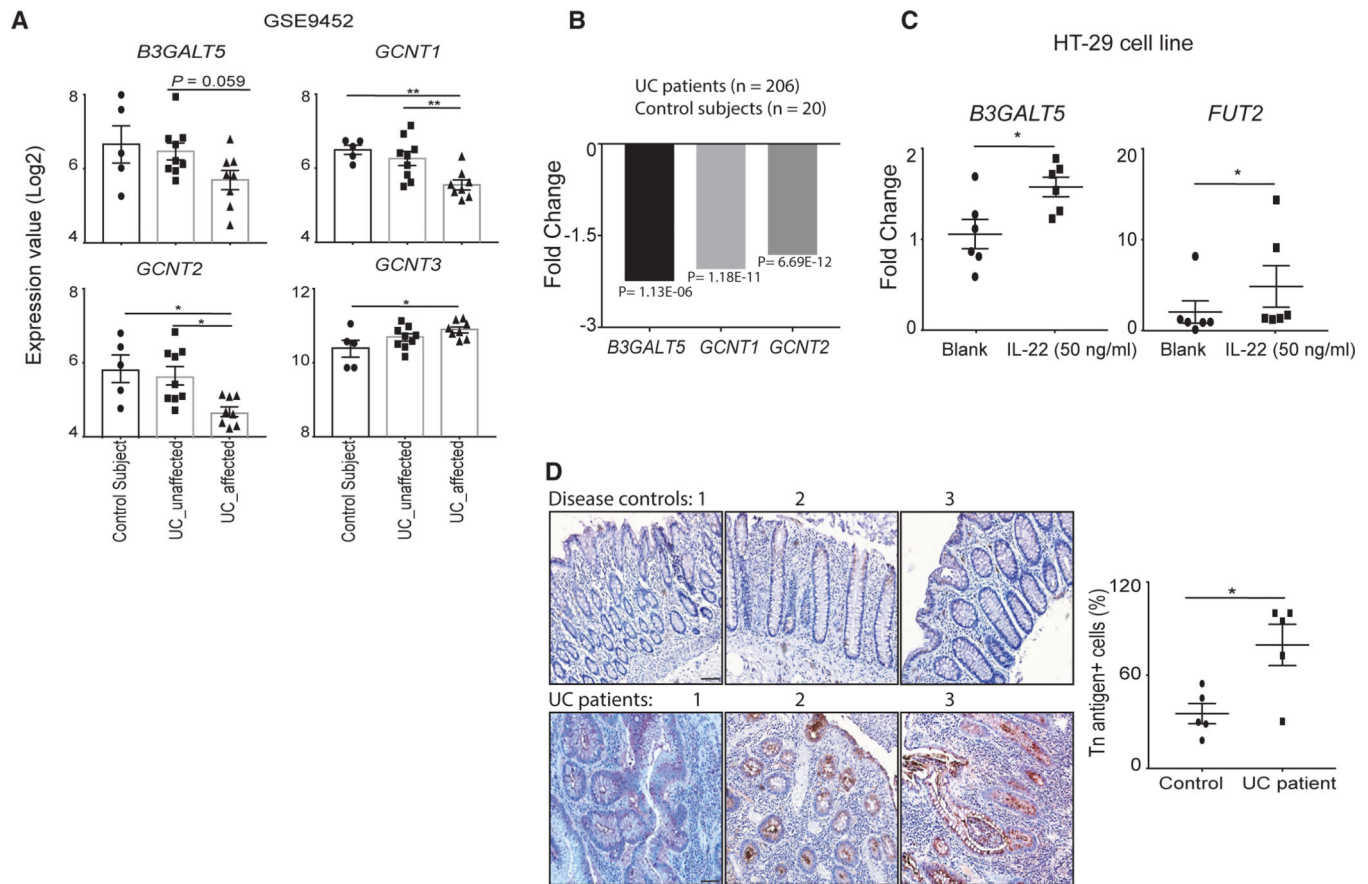 A
GSE9452
B3GALT5
P = 0.059
8
6
4
GCNT1
**
**
8
6
4
GCNT2
*
*
8
6
4
GCNT3
*
12
10
8
Expression value (Log2)
Control Subject
UC_unaffected
UC_affected
Control Subject
UC_unaffected
UC_affected
B
UC patients (n = 206)
Control subjects (n = 20)
0
-1.5
-3
Fold Change
P= 1.13E-06
P= 1.18E-11
P= 6.69E-12
B3GALT5
GCNT1
GCNT2
C
HT-29 cell line
B3GALT5
*
2
1
0
Fold Change
Blank
IL-22 (50 ng/ml)
FUT2
*
20
10
0
Blank
IL-22 (50 ng/ml)
D
Disease controls: 1 2 3
UC patients: 1 2 3
*
120
60
0
Tn antigen+ cells (%)
Control
UC patient